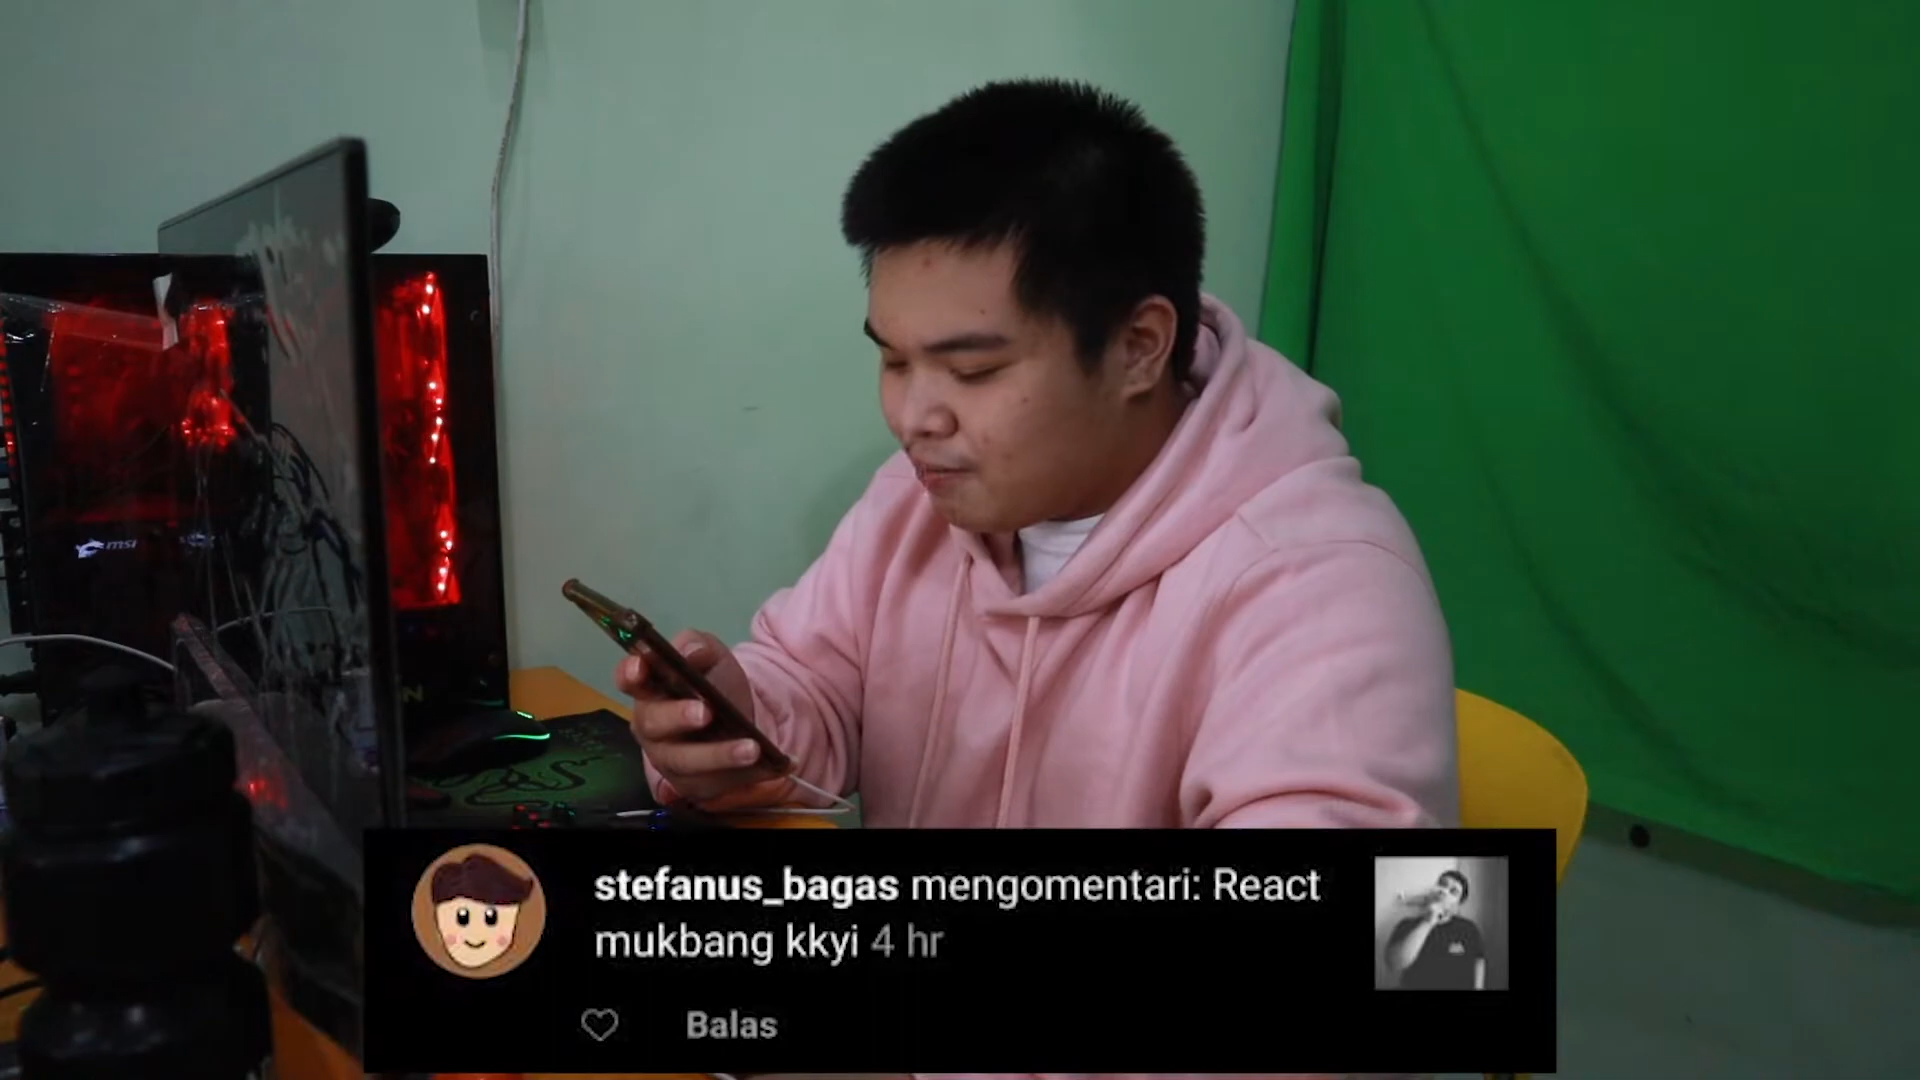 msi
stefanus_bagas mengomentari: React
mukbang kkyi 4 hr
Balas